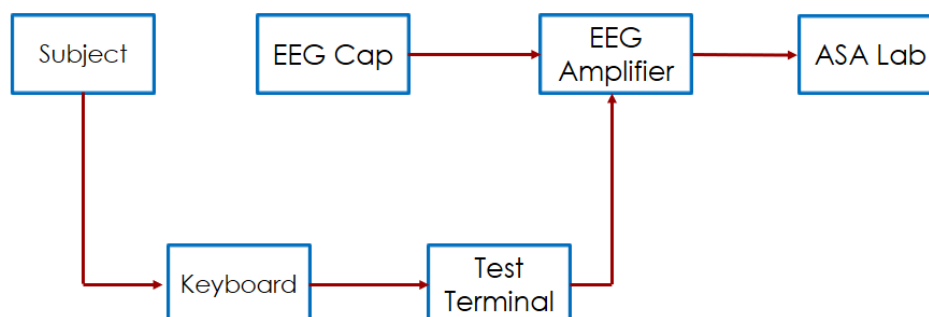 Subject
EEG Cap
EEG
Amplifier
ASA Lab
Keyboard
Test
Terminal